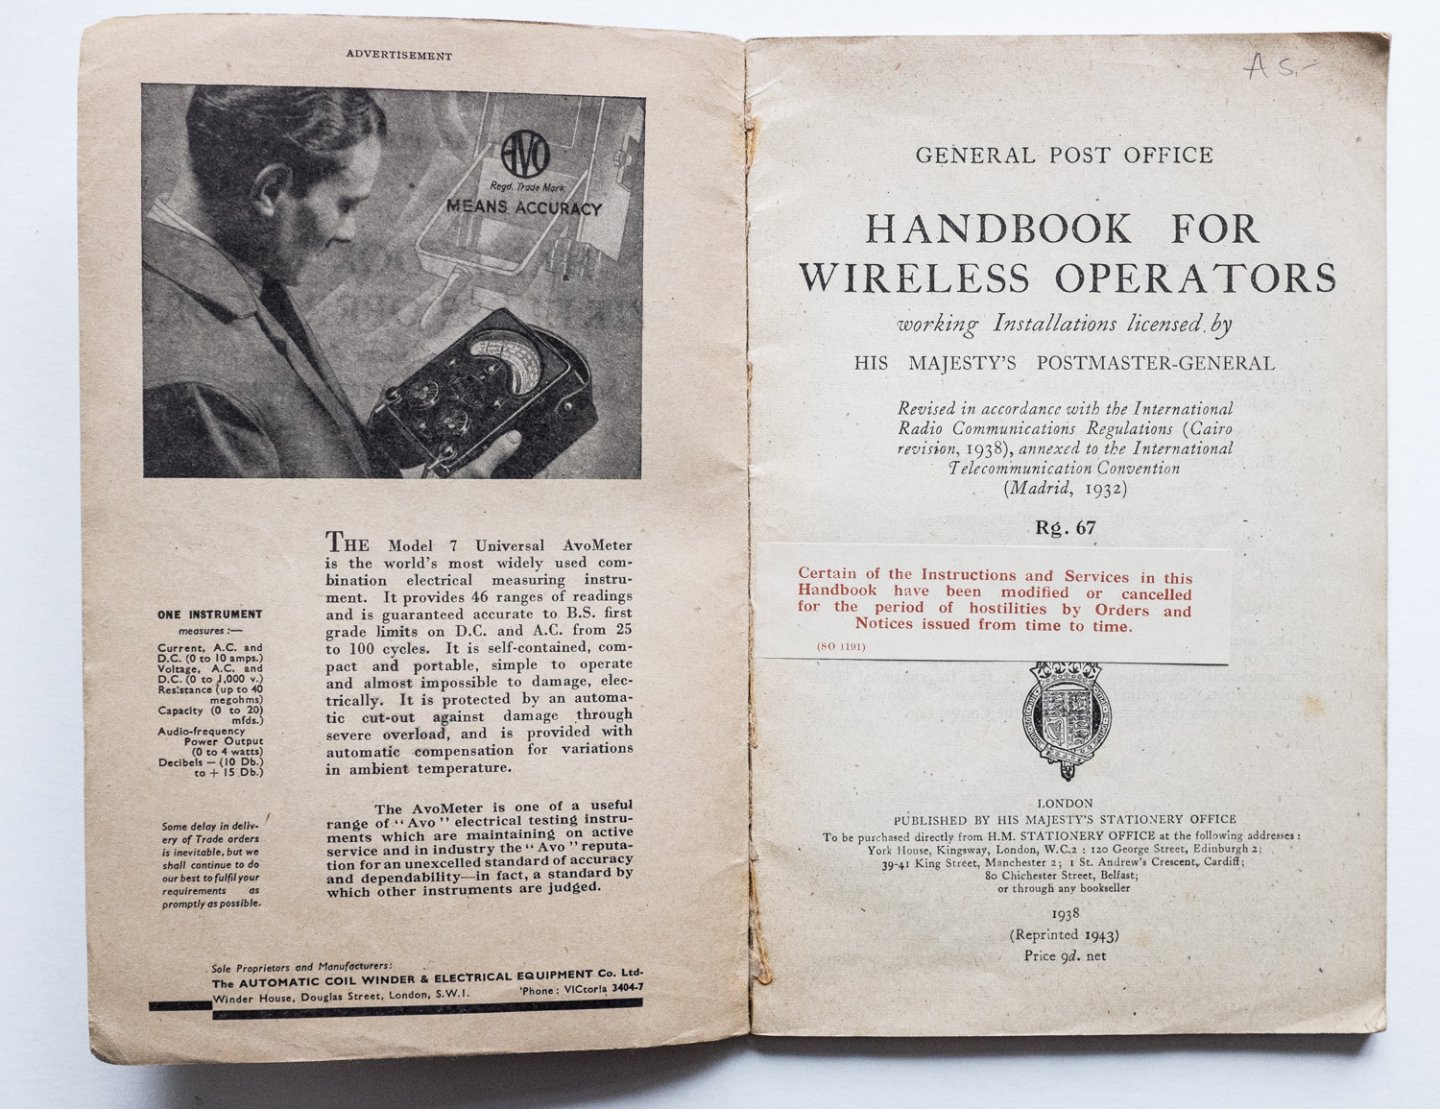 ADVERTISEMENT
AVO
Regd. Trade Mark
MEANS ACCURACY
THE Model 7 Universal AvoMeter
is the world's most widely used com-
bination electrical measuring instru-
ment. It provides 46 ranges of readings
and is guaranteed accurate to B.S. first
grade limits on D.C. and A.C. from 25
to 100 cycles. It is self-contained, com-
pact and portable, simple to operate
and almost impossible to damage, elec-
trically. It is protected by an automa-
tic cut-out against damage through
severe overload, and is provided with
automatic compensation for variations
in ambient temperature.
The AvoMeter is one of a useful
range of “Avo” electrical testing instru-
ments which are maintaining on active
service and in industry the “Avo” reputa-
tion for an unexcelled standard of accuracy
and dependability—in fact, a standard by
which other instruments are judged.
ONE INSTRUMENT
measures :—
Current, A.C. and
D.C. (0 to 10 amps.)
Voltage, A.C. and
D.C. (0 to 1,000 v.)
Resistance (up to 40
megohms)
Capacity (0 to 20)
mfds.)
Audio-frequency
Power Output
(0 to 4 watts)
Decibels — (10 Db.)
to + 15 Db.)
Some delay in deliv-
ery of Trade orders
is inevitable, but we
shall continue to do
our best to fulfil your
requirements as
promptly as possible.
Sole Proprietors and Manufacturers:
The AUTOMATIC COIL WINDER & ELECTRICAL EQUIPMENT Co. Ltd.
Winder House, Douglas Street, London, S.W.1. 'Phone: VICtoria 3404-7
A 5.-
GENERAL POST OFFICE
HANDBOOK FOR
WIRELESS OPERATORS
working Installations licensed by
HIS MAJESTY'S POSTMASTER-GENERAL
Revised in accordance with the International
Radio Communications Regulations (Cairo
revision, 1938), annexed to the International
Telecommunication Convention
(Madrid, 1932)
Rg. 67
Certain of the Instructions and Services in this
Handbook have been modified or cancelled
for the period of hostilities by Orders and
Notices issued from time to time.
(SO 1191)
LONDON
PUBLISHED BY HIS MAJESTY'S STATIONERY OFFICE
To be purchased directly from H.M. STATIONERY OFFICE at the following addresses:
York House, Kingsway, London, W.C.2 ; 120 George Street, Edinburgh 2;
39-41 King Street, Manchester 2; 1 St. Andrew's Crescent, Cardiff;
80 Chichester Street, Belfast;
or through any bookseller
1938
(Reprinted 1943)
Price 9d. net